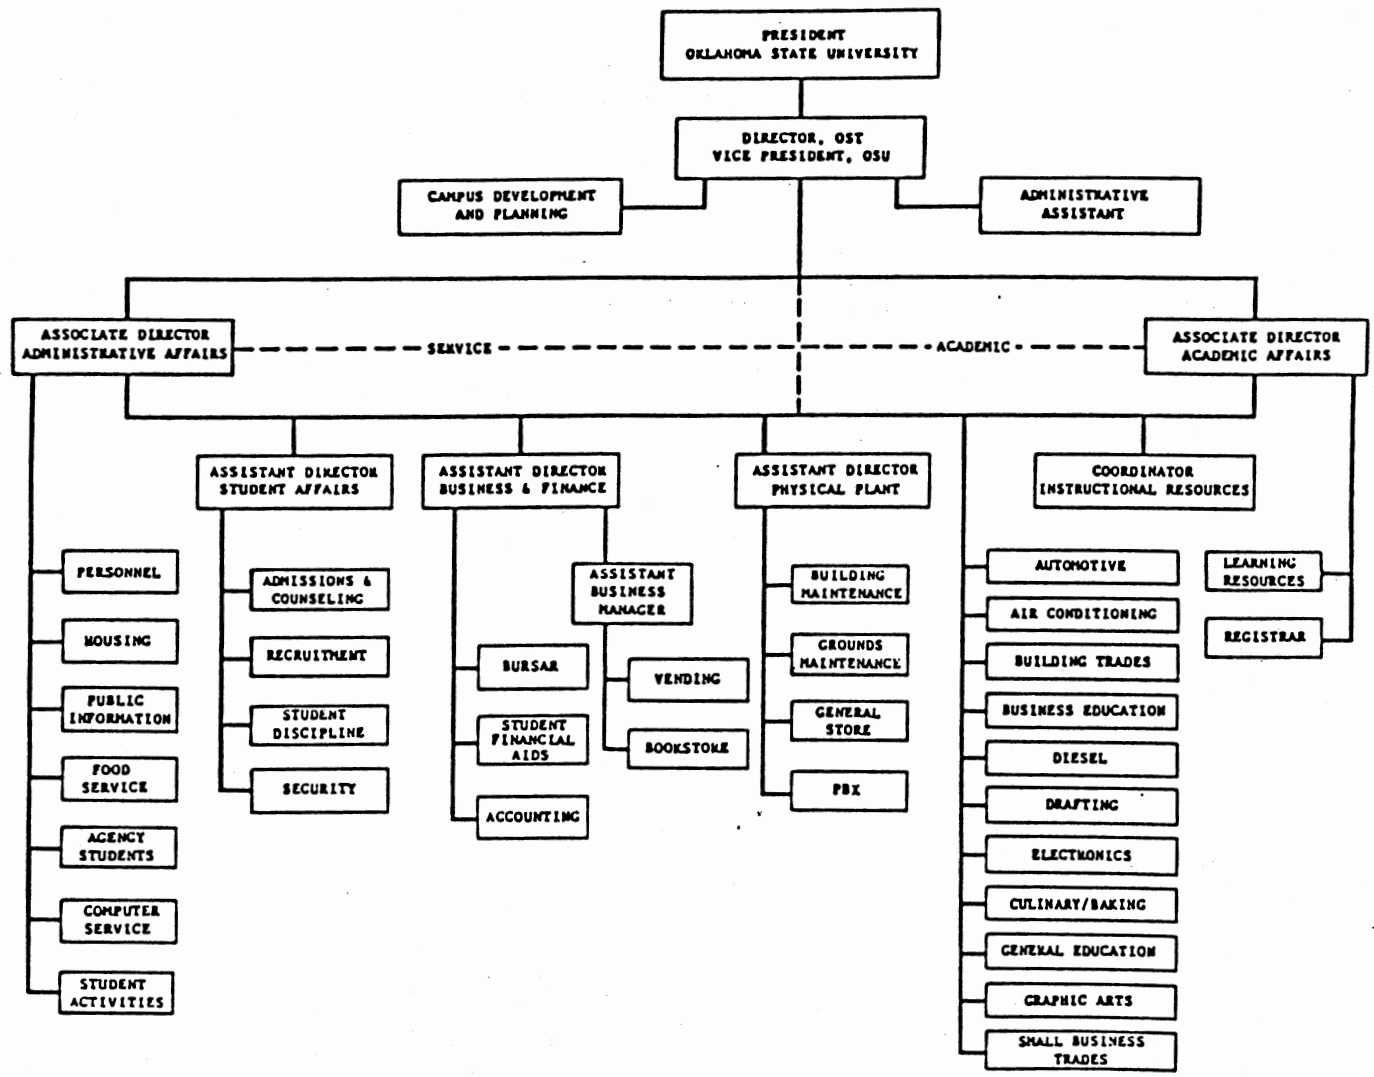 PRESIDENT
OKLAHOMA STATE UNIVERSITY
DIRECTOR, OST
VICE PRESIDENT, OSU
CAMPUS DEVELOPMENT
AND PLANNING
ADMINISTRATIVE
ASSISTANT
ASSOCIATE DIRECTOR
ADMINISTRATIVE AFFAIRS
SERVICE
ACADEMIC
ASSOCIATE DIRECTOR
ACADEMIC AFFAIRS
ASSISTANT DIRECTOR
STUDENT AFFAIRS
ASSISTANT DIRECTOR
BUSINESS & FINANCE
ASSISTANT DIRECTOR
PHYSICAL PLANT
COORDINATOR
INSTRUCTIONAL RESOURCES
PERSONNEL
HOUSING
PUBLIC
INFORMATION
FOOD
SERVICE
AGENCY
STUDENTS
COMPUTER
SERVICE
STUDENT
ACTIVITIES
ADMISSIONS &
COUNSELING
RECRUITMENT
STUDENT
DISCIPLINE
SECURITY
BURSAR
STUDENT
FINANCIAL
AIDS
ACCOUNTING
ASSISTANT
BUSINESS
MANAGER
VENDING
BOOKSTORE
BUILDING
MAINTENANCE
GROUNDS
MAINTENANCE
GENERAL
STORE
PBX
AUTOMOTIVE
AIR CONDITIONING
BUILDING TRADES
BUSINESS EDUCATION
DIESEL
DRAFTING
ELECTRONICS
CULINARY/BAKING
GENERAL EDUCATION
GRAPHIC ARTS
SMALL BUSINESS
TRADES
LEARNING
RESOURCES
REGISTRAR